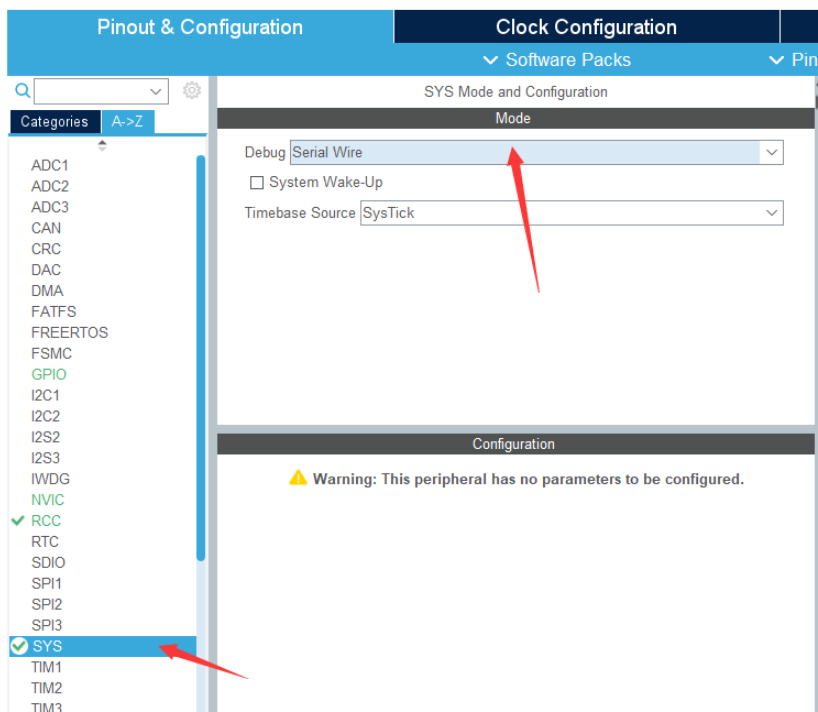 Pinout & Configuration
Clock Configuration
Software Packs
Pin
SYS Mode and Configuration
Categories
A->Z
Mode
Debug Serial Wire
System Wake-Up
Timebase Source SysTick
ADC1
ADC2
ADC3
CAN
CRC
DAC
DMA
FATFS
FREERTOS
FSMC
GPIO
I2C1
I2C2
I2S2
I2S3
IWDG
NVIC
RCC
RTC
SDIO
SPI1
SPI2
SPI3
SYS
TIM1
TIM2
TIM3
Configuration
Warning: This peripheral has no parameters to be configured.